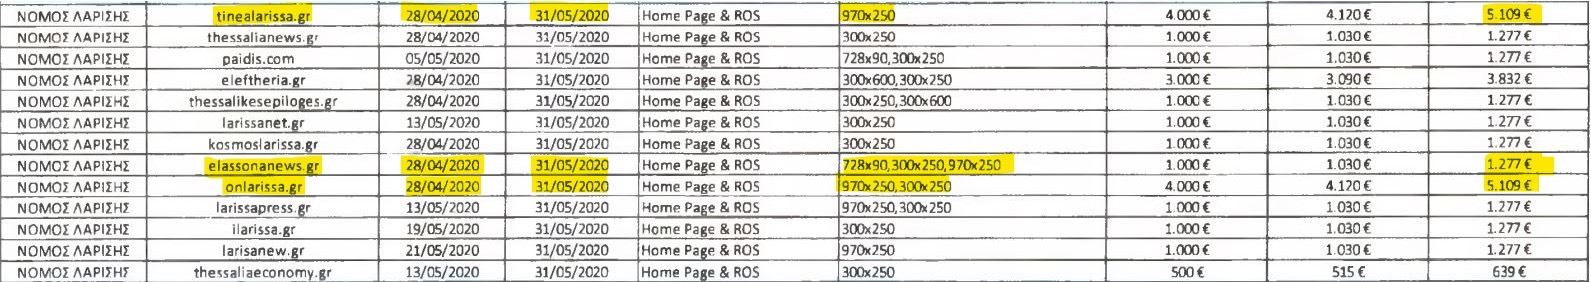 ΝΟΜΟΣ ΛΑΡΙΣΗΣ tinealarissa.gr 28/04/2020 31/05/2020 Home Page & ROS 970x250 4.000 € 4.120 € 5.109 €
ΝΟΜΟΣ ΛΑΡΙΣΗΣ thessalianews.gr 28/04/2020 31/05/2020 Home Page & ROS 300x250 1.000 € 1.030 € 1.277 €
ΝΟΜΟΣ ΛΑΡΙΣΗΣ paidis.com 05/05/2020 31/05/2020 Home Page & ROS 728x90,300x250 1.000 € 1.030 € 1.277 €
ΝΟΜΟΣ ΛΑΡΙΣΗΣ eleftheria.gr 28/04/2020 31/05/2020 Home Page & ROS 300x600,300x250 3.000 € 3.090 € 3.832 €
ΝΟΜΟΣ ΛΑΡΙΣΗΣ thessalikesepiloges.gr 28/04/2020 31/05/2020 Home Page & ROS 300x250,300x600 1.000 € 1.030 € 1.277 €
ΝΟΜΟΣ ΛΑΡΙΣΗΣ larissanet.gr 13/05/2020 31/05/2020 Home Page & ROS 300x250 1.000 € 1.030 € 1.277 €
ΝΟΜΟΣ ΛΑΡΙΣΗΣ kosmoslarissa.gr 28/04/2020 31/05/2020 Home Page & ROS 300x250 1.000 € 1.030 € 1.277 €
ΝΟΜΟΣ ΛΑΡΙΣΗΣ elassonanews.gr 28/04/2020 31/05/2020 Home Page & ROS 728x90,300x250,970x250 1.000 € 1.030 € 1.277 €
ΝΟΜΟΣ ΛΑΡΙΣΗΣ onlarissa.gr 28/04/2020 31/05/2020 Home Page & ROS 970x250,300x250 4.000 € 4.120 € 5.109 €
ΝΟΜΟΣ ΛΑΡΙΣΗΣ larissapress.gr 13/05/2020 31/05/2020 Home Page & ROS 970x250,300x250 1.000 € 1.030 € 1.277 €
ΝΟΜΟΣ ΛΑΡΙΣΗΣ ilarissa.gr 19/05/2020 31/05/2020 Home Page & ROS 300x250 1.000 € 1.030 € 1.277 €
ΝΟΜΟΣ ΛΑΡΙΣΗΣ larisanew.gr 21/05/2020 31/05/2020 Home Page & ROS 970x250 1.000 € 1.030 € 1.277 €
ΝΟΜΟΣ ΛΑΡΙΣΗΣ thessaliaeconomy.gr 13/05/2020 31/05/2020 Home Page & ROS 300x250 500 € 515 € 639 €